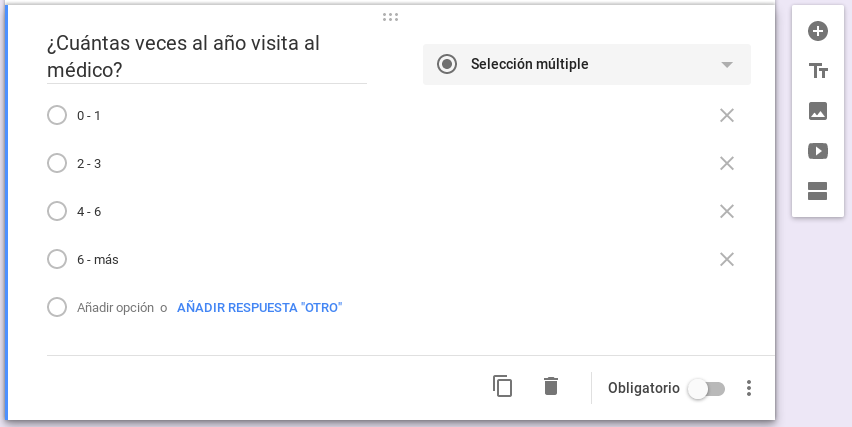 ¿Cuántas veces al año visita al
médico?
Selección múltiple
0 - 1
2 - 3
4 - 6
6 - más
Añadir opción o AÑADIR RESPUESTA "OTRO"
Obligatorio